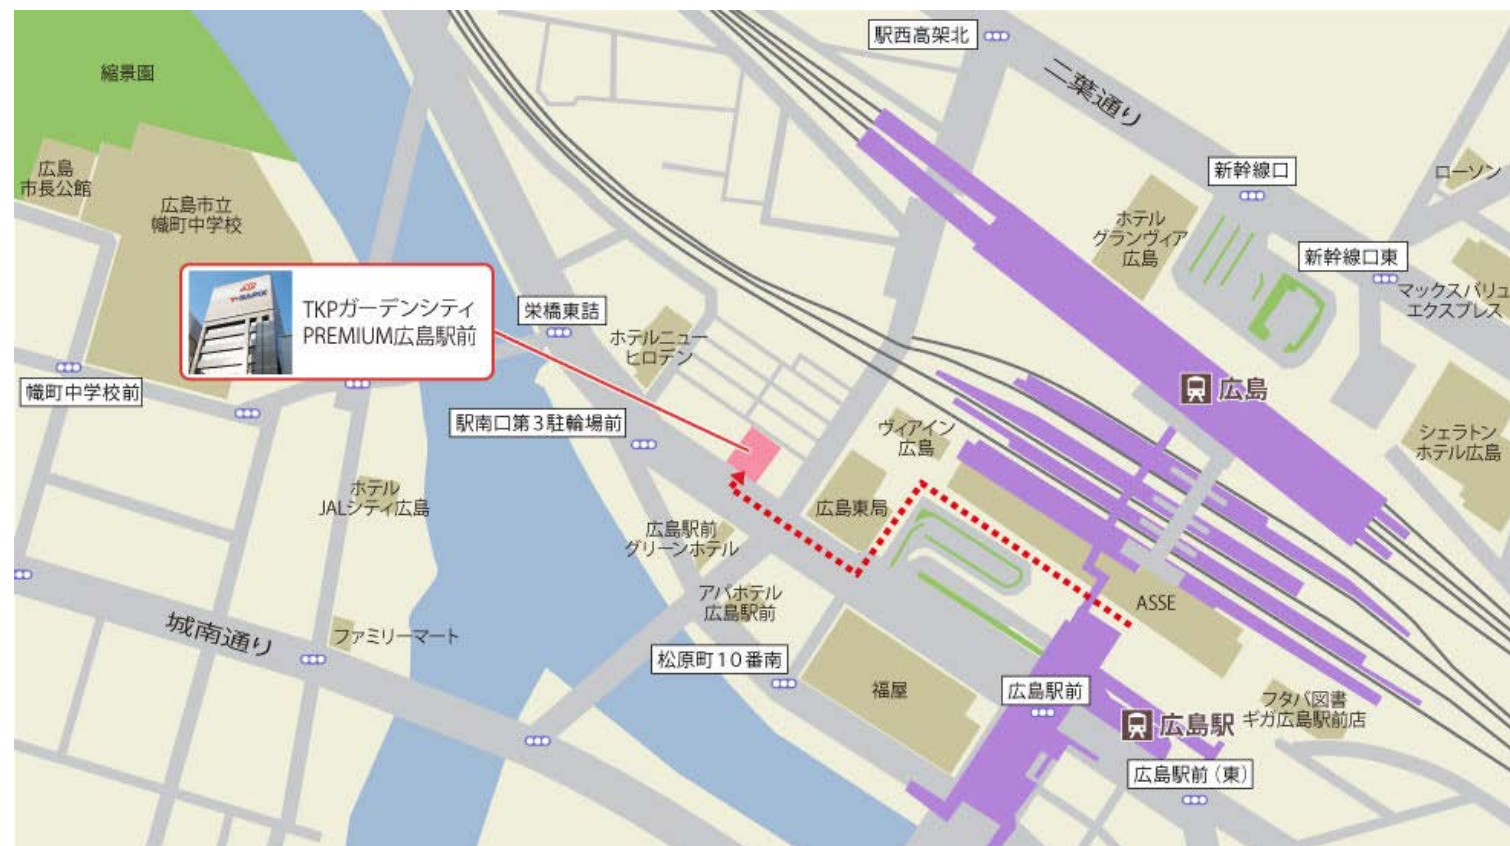 駅西高架北
二葉通り
縮景園
広島
市長公館
広島市立
幟町中学校
新幹線口
ローソン
ホテル
グランヴィア
広島
新幹線口東
マックスバリュ
エクスプレス
TKPガーデンシティ
PREMIUM広島駅前
栄橋東詰
ホテルニュー
ヒロデン
幟町中学校前
駅南口第3駐輪場前
広島
ヴィアイン
広島
シェラトン
ホテル広島
ホテル
JALシティ広島
広島東局
広島駅前
グリーンホテル
アパホテル
広島駅前
ASSE
城南通り
ファミリーマート
松原町10番南
福屋
広島駅前
広島駅
フタバ図書
ギガ広島駅前店
広島駅前(東)